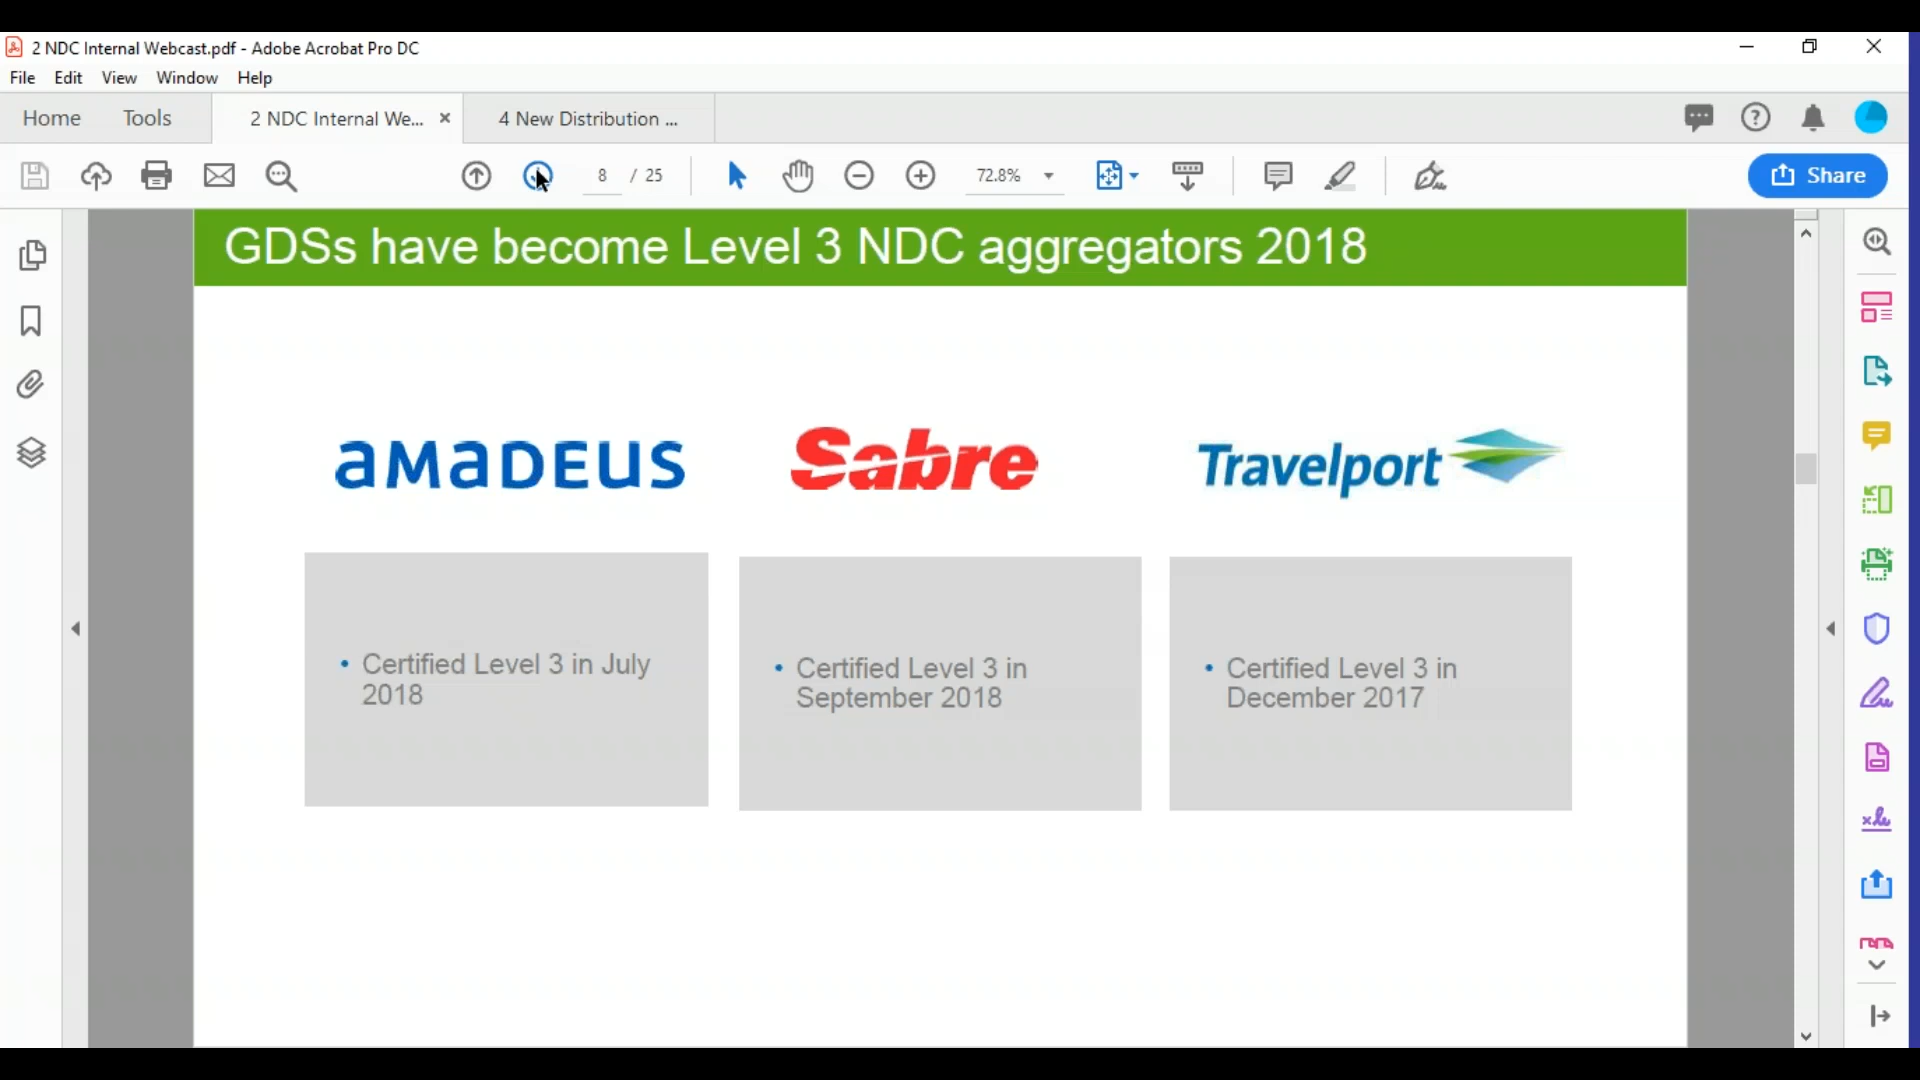 2 NDC Internal Webcast.pdf - Adobe Acrobat Pro DC
File Edit View Window Help
Home Tools 2 NDC Internal We... × 4 New Distribution ...
8 / 25 72.8% Share
GDSs have become Level 3 NDC aggregators 2018
aMaDEUS Sabre Travelport
• Certified Level 3 in July
2018
• Certified Level 3 in
September 2018
• Certified Level 3 in
December 2017